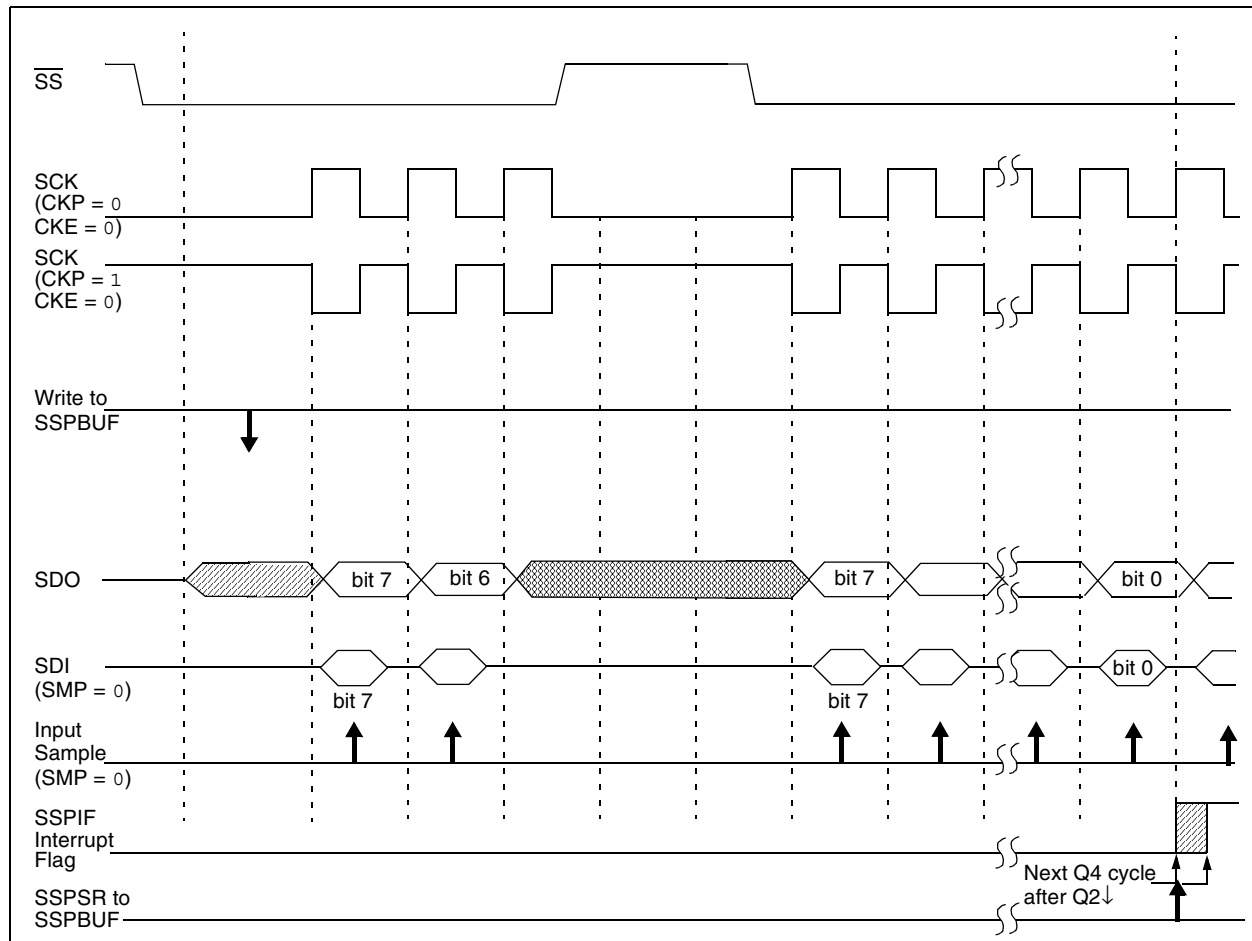 SS
SCK
(CKP = 0
CKE = 0)
SCK
(CKP = 1
CKE = 0)
Write to
SSPBUF
SDO
bit 7
bit 6
bit 7
bit 0
SDI
(SMP = 0)
bit 7
bit 7
bit 0
Input
Sample
(SMP = 0)
SSPIF
Interrupt
Flag
Next Q4 cycle
after Q2↓
SSPSR to
SSPBUF